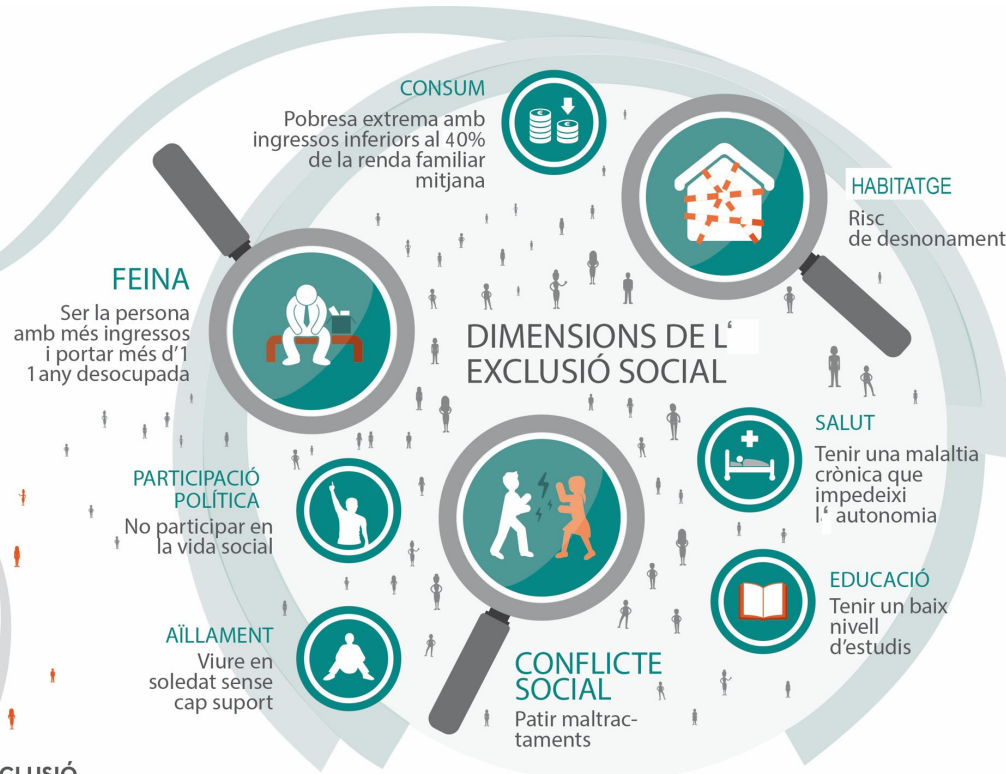 CONSUM
Pobresa extrema amb
ingressos inferiors al 40%
de la renda familiar
mitjana
HABITATGE
Risc
de desnonament
FEINA
Ser la persona
amb més ingressos
i portar més d'1
1any desocupada
DIMENSIONS DE L‘
EXCLUSIÓ SOCIAL
SALUT
Tenir una malaltia
crònica que
impedeixi
l‘ autonomia
PARTICIPACIÓ
POLÍTICA
No participar en
la vida social
EDUCACIÓ
Tenir un baix
nivell
d'estudis
AÏLLAMENT
Viure en
soledat sense
cap suport
CONFLICTE
SOCIAL
Patir maltrac-
taments
CLUSIÓ